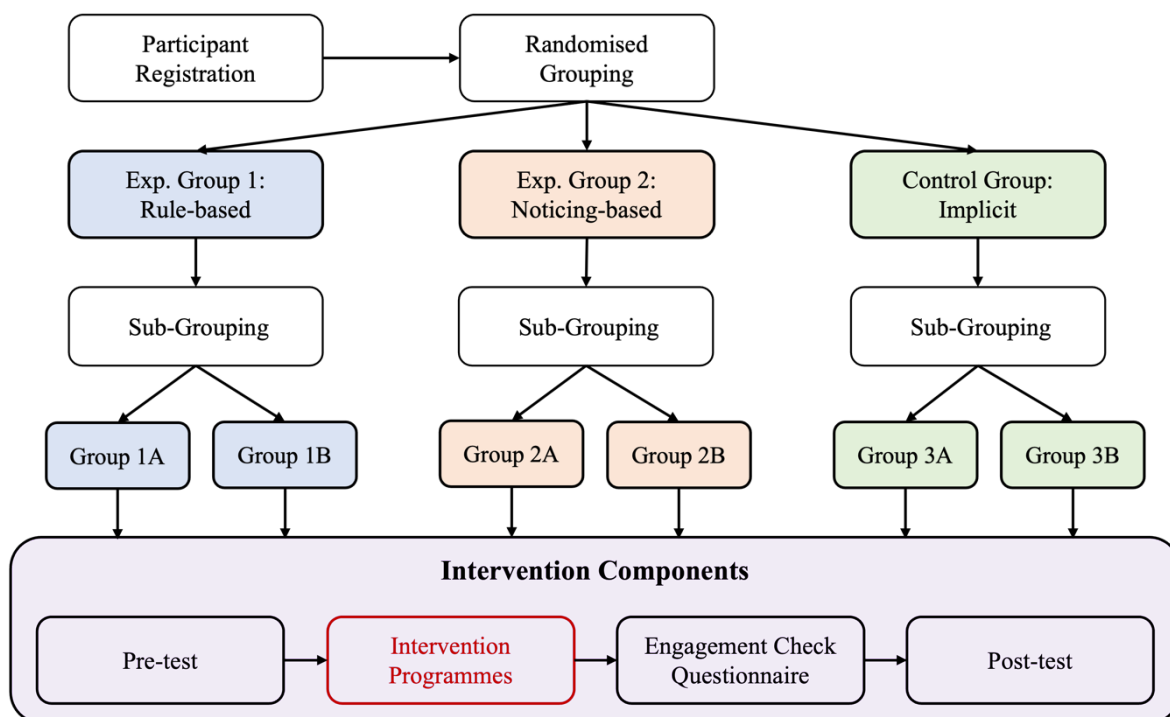 Participant
Registration
Randomised
Grouping
Exp. Group 1:
Rule-based
Exp. Group 2:
Noticing-based
Control Group:
Implicit
Sub-Grouping
Sub-Grouping
Sub-Grouping
Group 1A
Group 1B
Group 2A
Group 2B
Group 3A
Group 3B
Intervention Components
Pre-test
Intervention
Programmes
Engagement Check
Questionnaire
Post-test